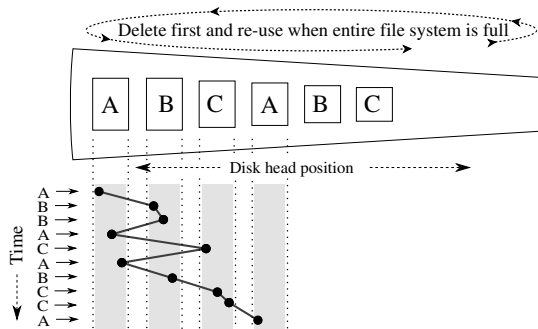 Delete first and re-use when entire file system is full
A B C A B C
Disk head position
Time
A
B
B
A
C
A
B
C
C
A